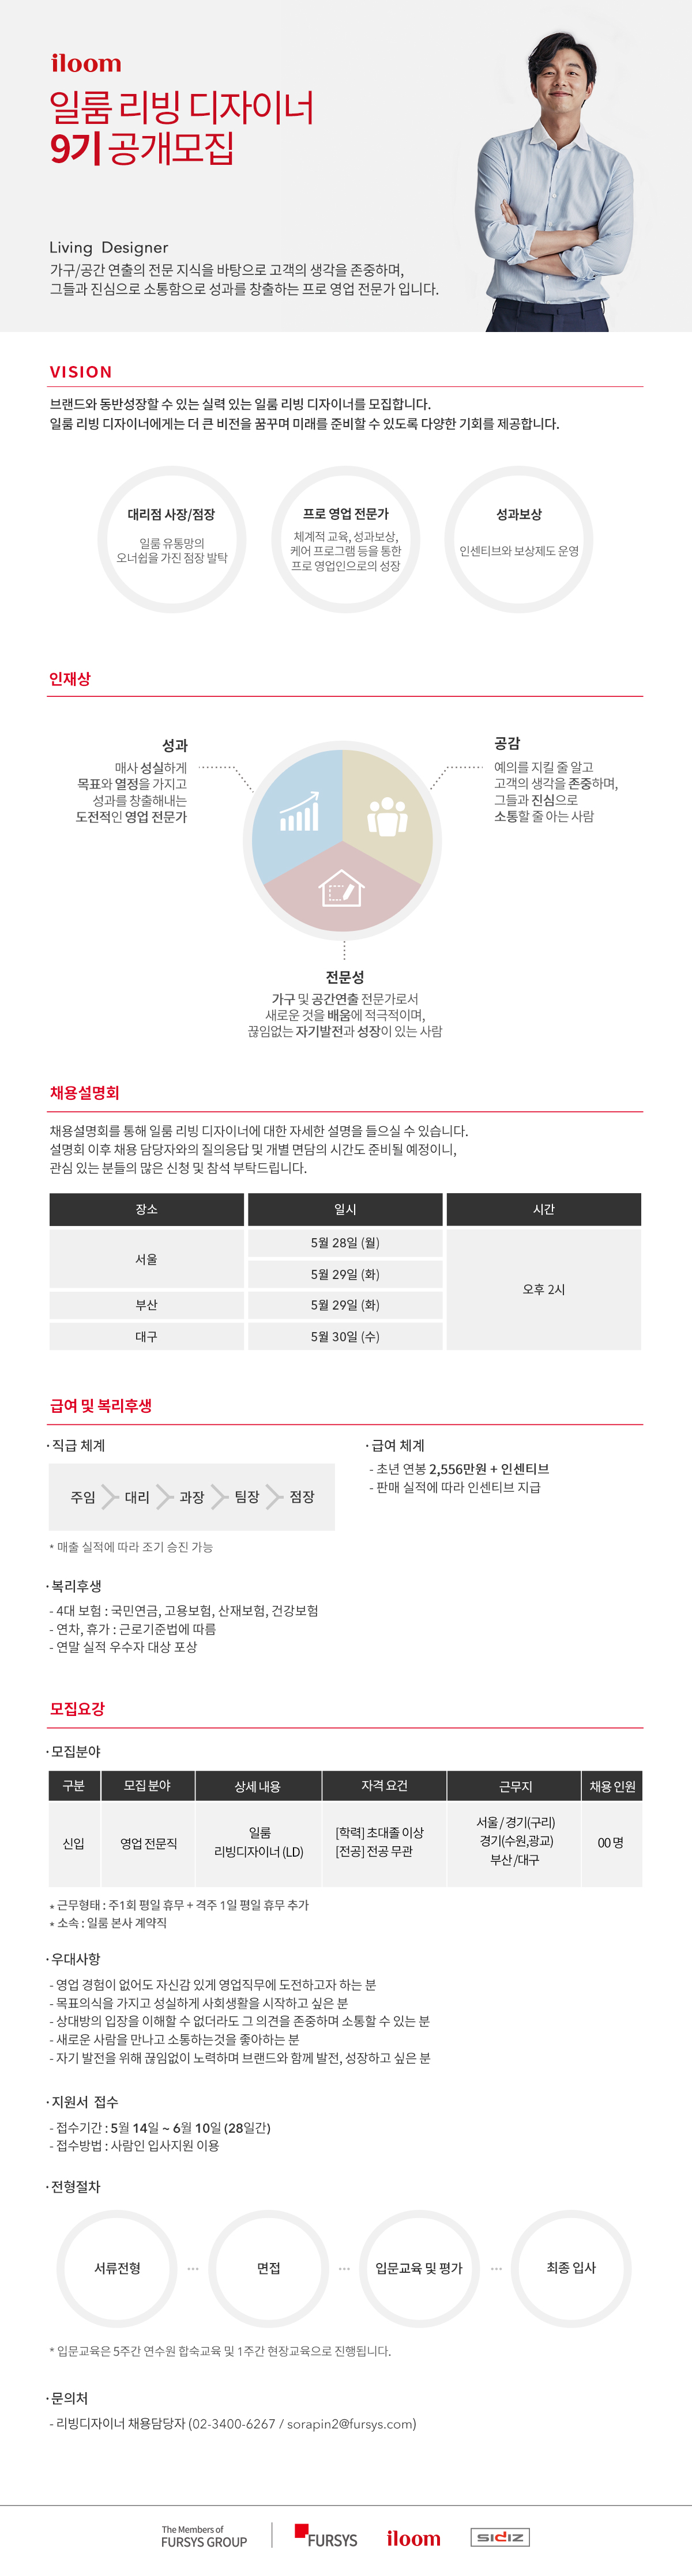 iloom
일룸 리빙 디자이너
9기 공개모집
Living Designer
가구/공간 연출의 전문 지식을 바탕으로 고객의 생각을 존중하며,
그들과 진심으로 소통함으로 성과를 창출하는 프로 영업 전문가 입니다.
VISION
브랜드와 동반성장할 수 있는 실력 있는 일룸 리빙 디자이너를 모집합니다.
일룸 리빙 디자이너에게는 더 큰 비전을 꿈꾸며 미래를 준비할 수 있도록 다양한 기회를 제공합니다.
대리점 사장/점장
일룸 유통망의
오너쉽을 가진 점장 발탁
프로 영업 전문가
체계적 교육, 성과보상,
케어 프로그램 등을 통한
프로 영업인으로의 성장
성과보상
인센티브와 보상제도 운영
인재상
성과
매사 성실하게
목표와 열정을 가지고
성과를 창출해내는
도전적인 영업 전문가
공감
예의를 지킬 줄 알고
고객의 생각을 존중하며,
그들과 진심으로
소통할 줄 아는 사람
전문성
가구 및 공간연출 전문가로서
새로운 것을 배움에 적극적이며,
끊임없는 자기발전과 성장이 있는 사람
채용설명회
채용설명회를 통해 일룸 리빙 디자이너에 대한 자세한 설명을 들으실 수 있습니다.
설명회 이후 채용 담당자와의 질의응답 및 개별 면담의 시간도 준비될 예정이니,
관심 있는 분들의 많은 신청 및 참석 부탁드립니다.
장소 일시 시간
서울 5월 28일 (월)
5월 29일 (화)
오후 2시
부산 5월 29일 (화)
대구 5월 30일 (수)
급여 및 복리후생
· 직급 체계
주임 대리 과장 팀장 점장
* 매출 실적에 따라 조기 승진 가능
· 급여 체계
- 초년 연봉 2,556만원 + 인센티브
- 판매 실적에 따라 인센티브 지급
· 복리후생
- 4대 보험 : 국민연금, 고용보험, 산재보험, 건강보험
- 연차, 휴가 : 근로기준법에 따름
- 연말 실적 우수자 대상 포상
모집요강
· 모집분야
구분 모집 분야 상세 내용 자격 요건 근무지 채용 인원
신입 영업 전문직
일룸
리빙디자이너 (LD)
[학력] 초대졸 이상
[전공] 전공 무관
서울 / 경기(구리)
경기(수원,광교)
부산 /대구
00 명
* 근무형태 : 주1회 평일 휴무 + 격주 1일 평일 휴무 추가
* 소속 : 일룸 본사 계약직
· 우대사항
- 영업 경험이 없어도 자신감 있게 영업직무에 도전하고자 하는 분
- 목표의식을 가지고 성실하게 사회생활을 시작하고 싶은 분
- 상대방의 입장을 이해할 수 없더라도 그 의견을 존중하며 소통할 수 있는 분
- 새로운 사람을 만나고 소통하는것을 좋아하는 분
- 자기 발전을 위해 끊임없이 노력하며 브랜드와 함께 발전, 성장하고 싶은 분
· 지원서 접수
- 접수기간 : 5월 14일 ~ 6월 10일 (28일간)
- 접수방법 : 사람인 입사지원 이용
· 전형절차
서류전형 ··· 면접 ··· 입문교육 및 평가 ··· 최종 입사
* 입문교육은 5주간 연수원 합숙교육 및 1주간 현장교육으로 진행됩니다.
· 문의처
- 리빙디자이너 채용담당자 (02-3400-6267 / sorapin2@fursys.com)
The Members of
FURSYS GROUP
FURSYS
iloom
SIDIZ